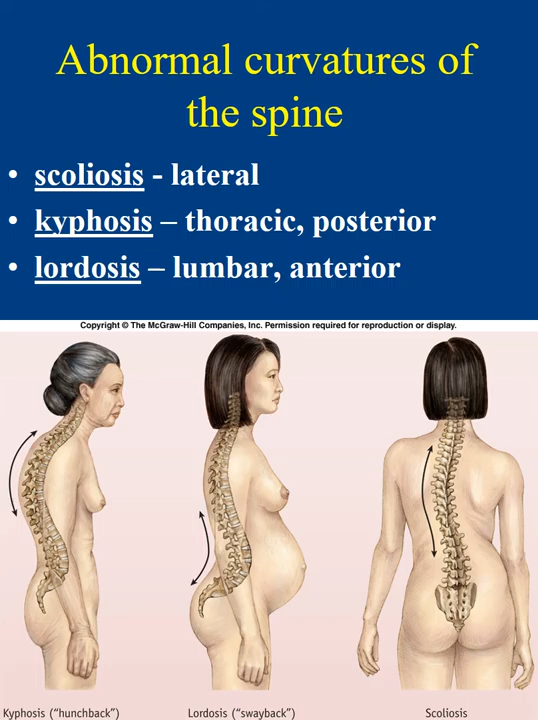 Abnormal curvatures of
the spine
• scoliosis - lateral
• kyphosis – thoracic, posterior
• lordosis – lumbar, anterior
Copyright © The McGraw-Hill Companies, Inc. Permission required for reproduction or display.
Kyphosis (“hunchback”) Lordosis (“swayback”) Scoliosis